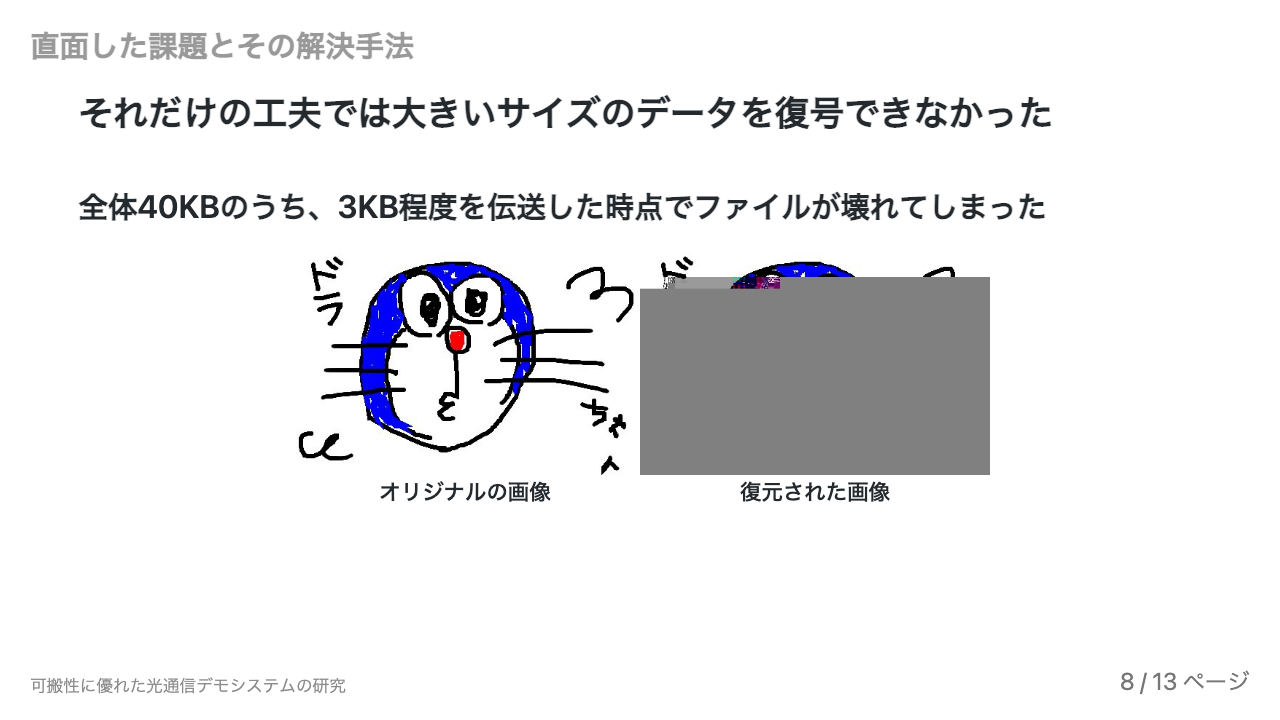 直面した課題とその解決手法
それだけの工夫では大きいサイズのデータを復号できなかった
全体40KBのうち、3KB程度を伝送した時点でファイルが壊れてしまった
ドラ
ろ
ちゃん
ド
オリジナルの画像
復元された画像
可搬性に優れた光通信デモシステムの研究
8 / 13 ページ